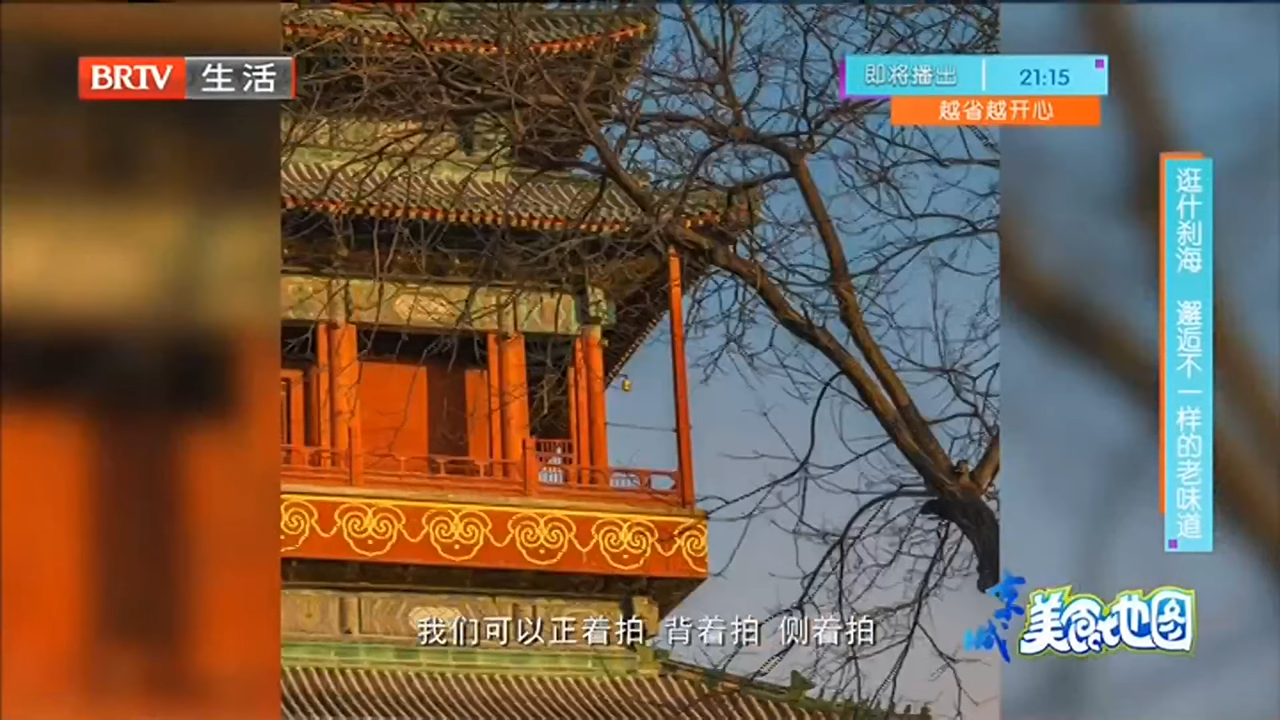 BRTV 生活
即将播出 21:15
越省越开心
逛什刹海 邂逅不一样的老味道
我们可以正着拍 背着拍 侧着拍
京城美食地图